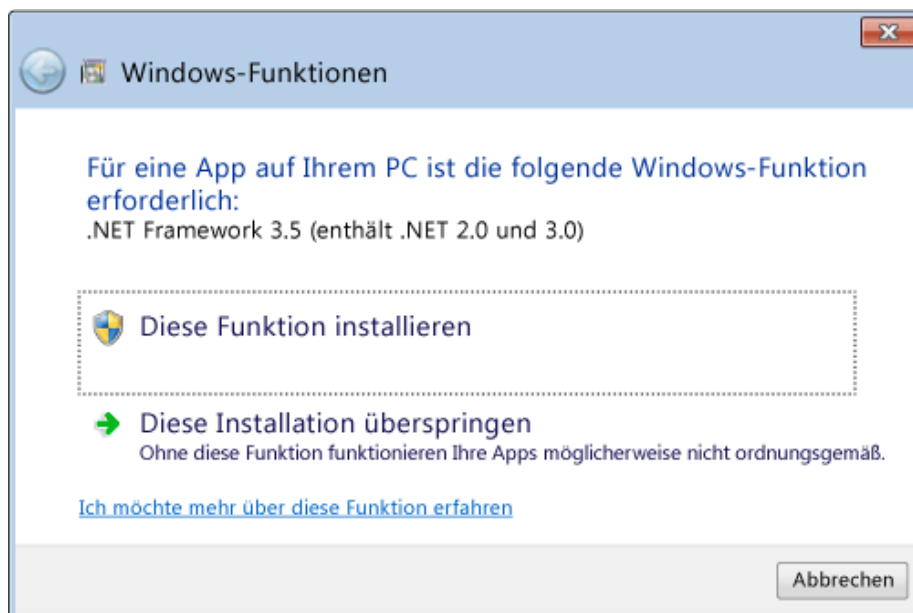 Windows-Funktionen
Für eine App auf Ihrem PC ist die folgende Windows-Funktion
erforderlich:
.NET Framework 3.5 (enthält .NET 2.0 und 3.0)
Diese Funktion installieren
Diese Installation überspringen
Ohne diese Funktion funktionieren Ihre Apps möglicherweise nicht ordnungsgemäß.
Ich möchte mehr über diese Funktion erfahren
Abbrechen